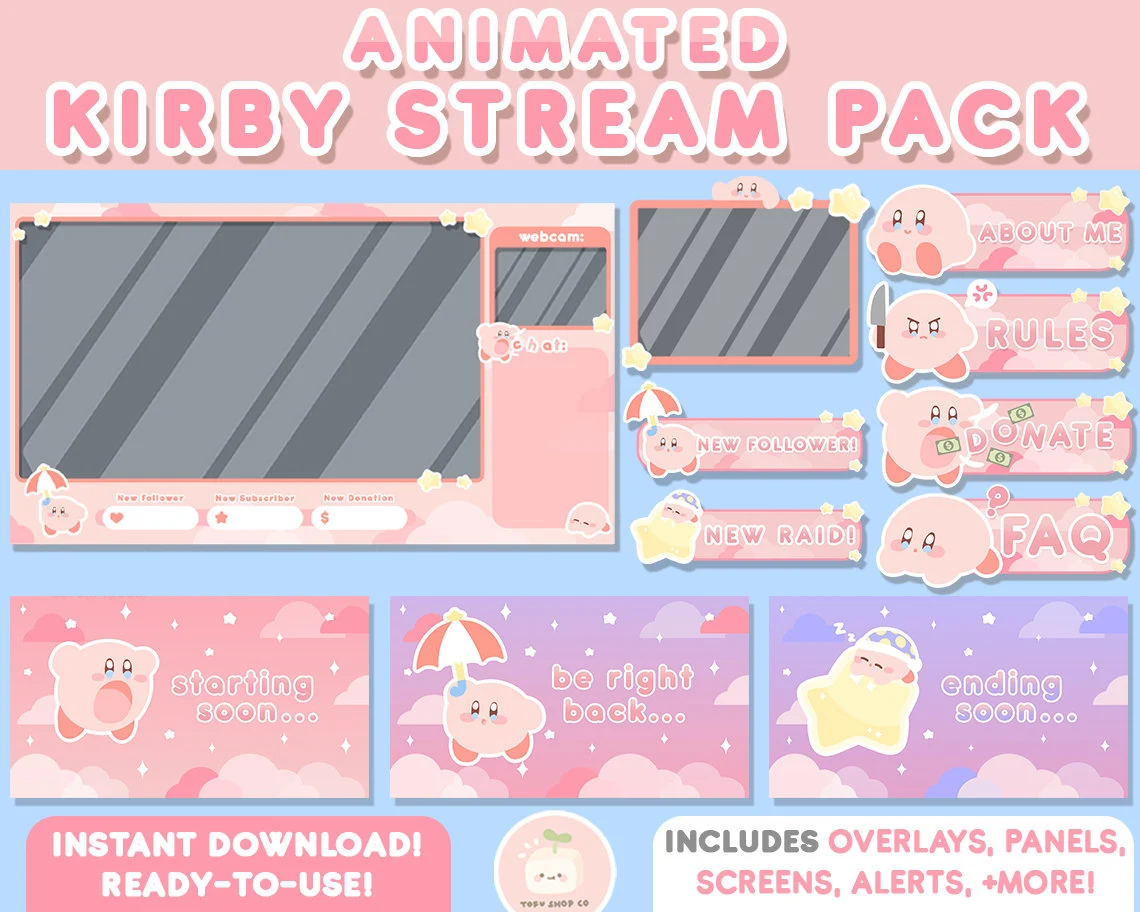 ANIMATED
KIRBY STREAM PACK
webcam:
chat:
New follower
New Subscriber
New Donation
$
NEW FOLLOWER!
NEW RAID!
ABOUT ME
RULES
DONATE
$
$
$
?
FAQ
starting
soon...
be right
back...
z z z
ending
soon...
INSTANT DOWNLOAD!
READY-TO-USE!
TOFU SHOP CO
INCLUDES OVERLAYS, PANELS,
SCREENS, ALERTS, +MORE!